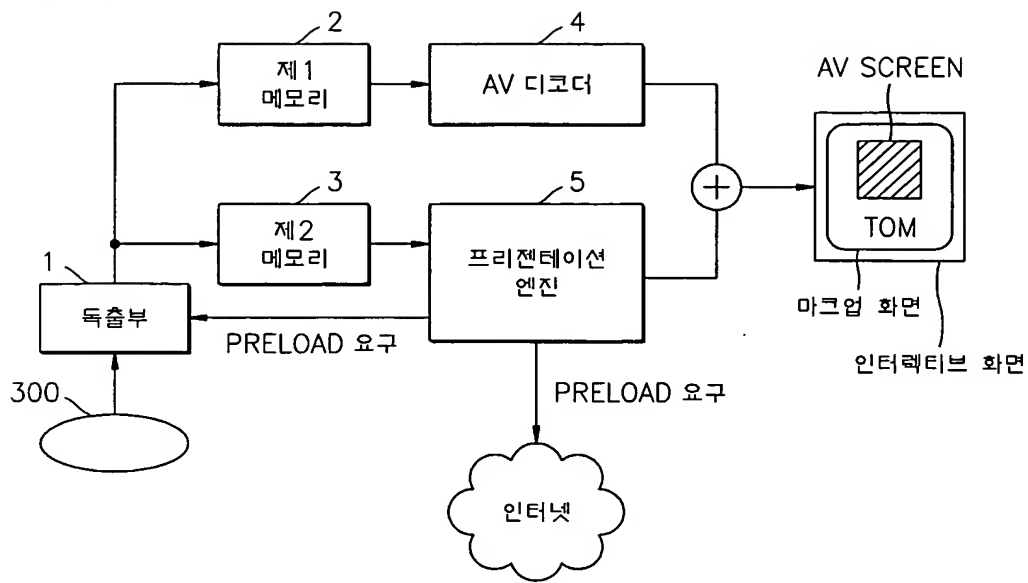 2
제1
메모리
4
AV 디코더
AV SCREEN
TOM
마크업 화면
인터렉티브 화면
3
제2
메모리
5
프리젠테이션
엔진
1
독출부
PRELOAD 요구
300
PRELOAD 요구
인터넷